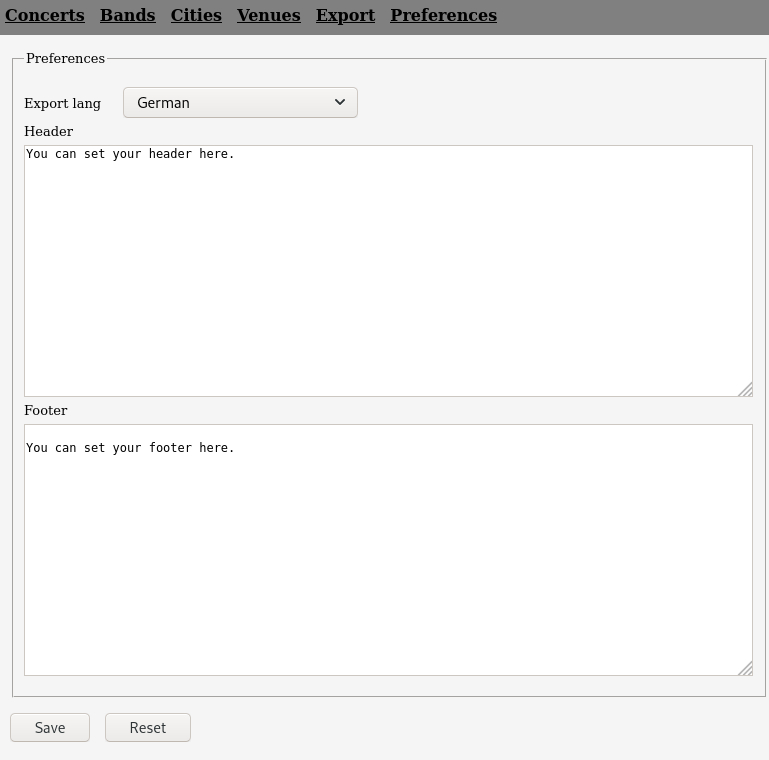 Concerts Bands Cities Venues Export Preferences
Preferences
Export lang German
Header
You can set your header here.
Footer
You can set your footer here.
Save Reset